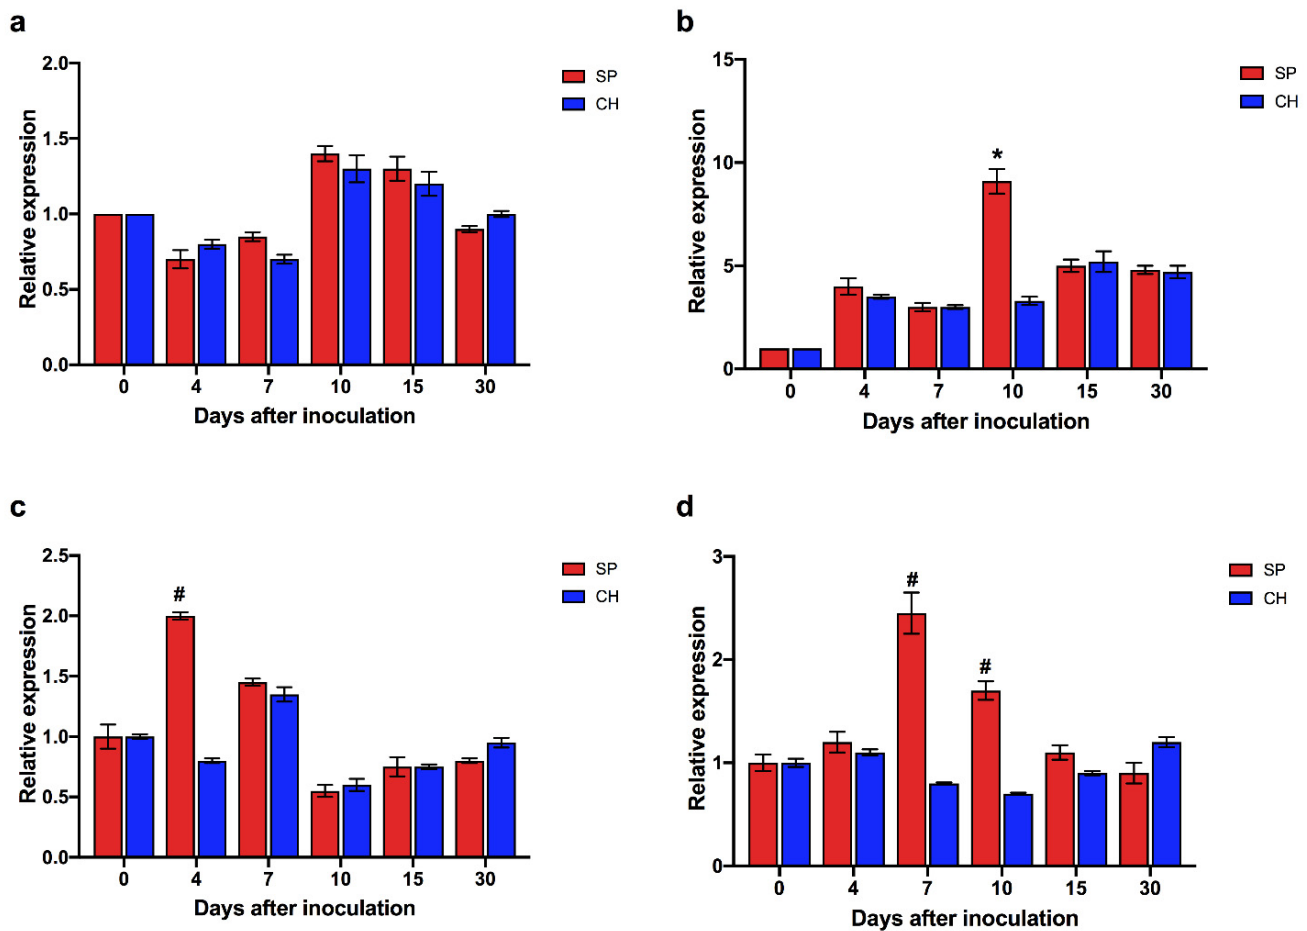 a
2.0
1.5
1.0
0.5
0.0
Relative expression
0 4 7 10 15 30
Days after inoculation
SP
CH
b
15
10
5
0
Relative expression
*
0 4 7 10 15 30
Days after inoculation
SP
CH
c
2.5
2.0
1.5
1.0
0.5
0.0
Relative expression
#
0 4 7 10 15 30
Days after inoculation
SP
CH
d
3
2
1
0
Relative expression
#
#
0 4 7 10 15 30
Days after inoculation
SP
CH